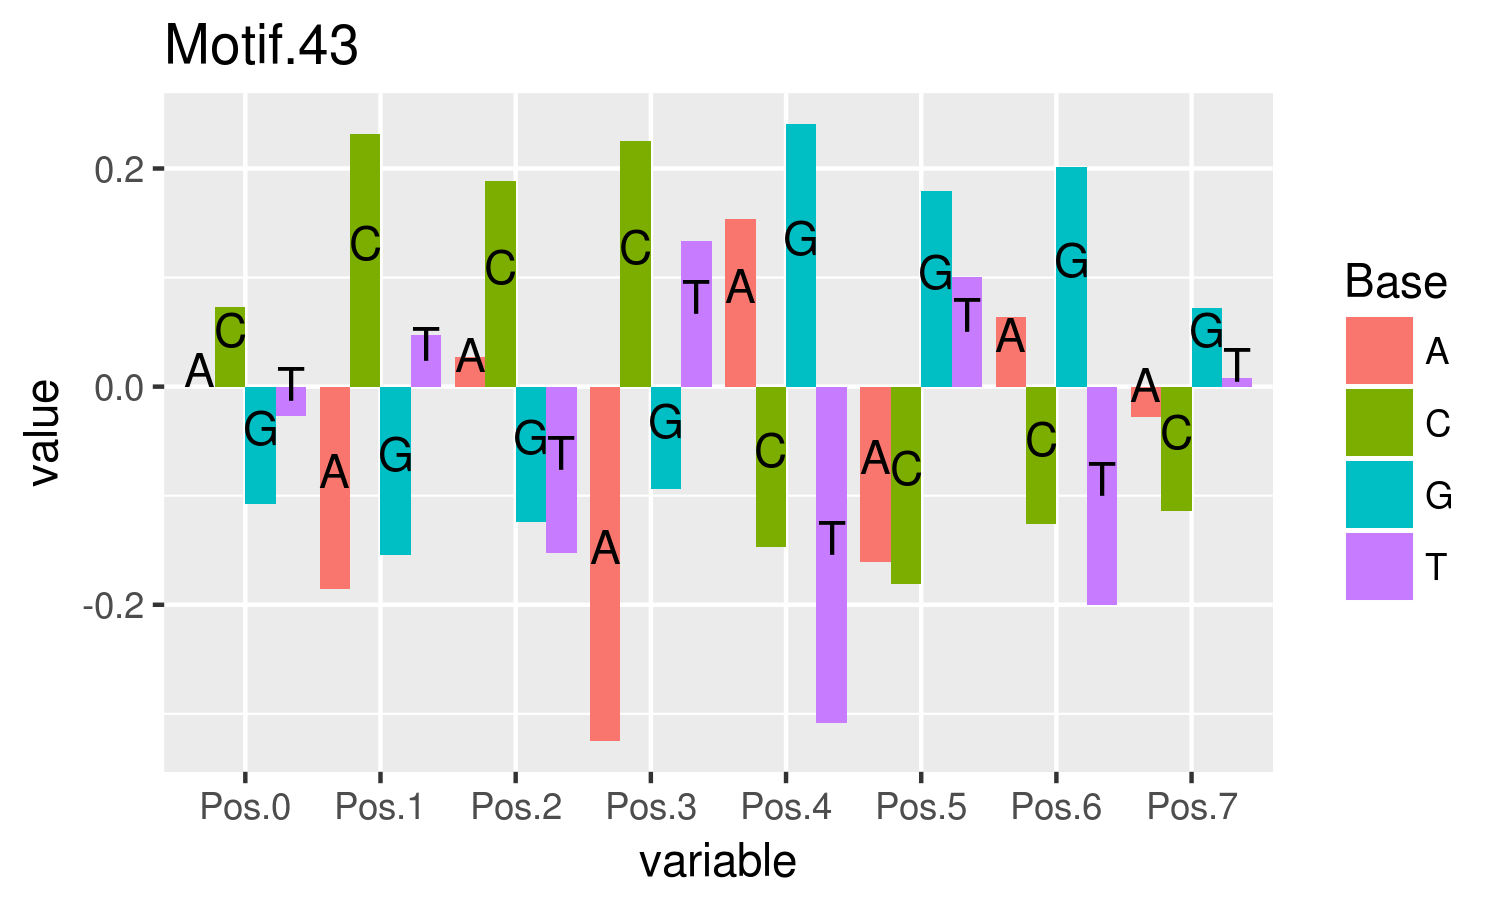 Motif.43
value
0.2
0.0
-0.2
A C G T
A C G T
A C G T
A C G T
A C G T
A C G T
A C G T
A C G T
Pos.0 Pos.1 Pos.2 Pos.3 Pos.4 Pos.5 Pos.6 Pos.7
variable
Base
A
C
G
T